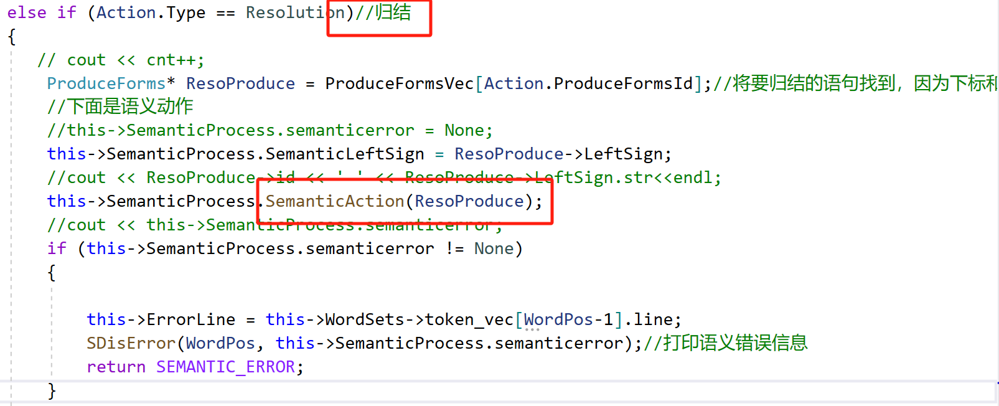 else if (Action.Type == Resolution)//归结
{
// cout << cnt++;
ProduceForms* ResoProduce = ProduceFormsVec[Action.ProduceFormsId];//将要归结的语句找到，因为下标和
//下面是语义动作
//this->SemanticProcess.semanticerror = None;
this->SemanticProcess.SemanticLeftSign = ResoProduce->LeftSign;
//cout << ResoProduce->id << ' ' << ResoProduce->LeftSign.str<<endl;
this->SemanticProcess.SemanticAction(ResoProduce);
//cout << this->SemanticProcess.semanticerror;
if (this->SemanticProcess.semanticerror != None)
{
this->ErrorLine = this->WordSets->token_vec[WordPos-1].line;
SDisError(WordPos, this->SemanticProcess.semanticerror);//打印语义错误信息
return SEMANTIC_ERROR;
}